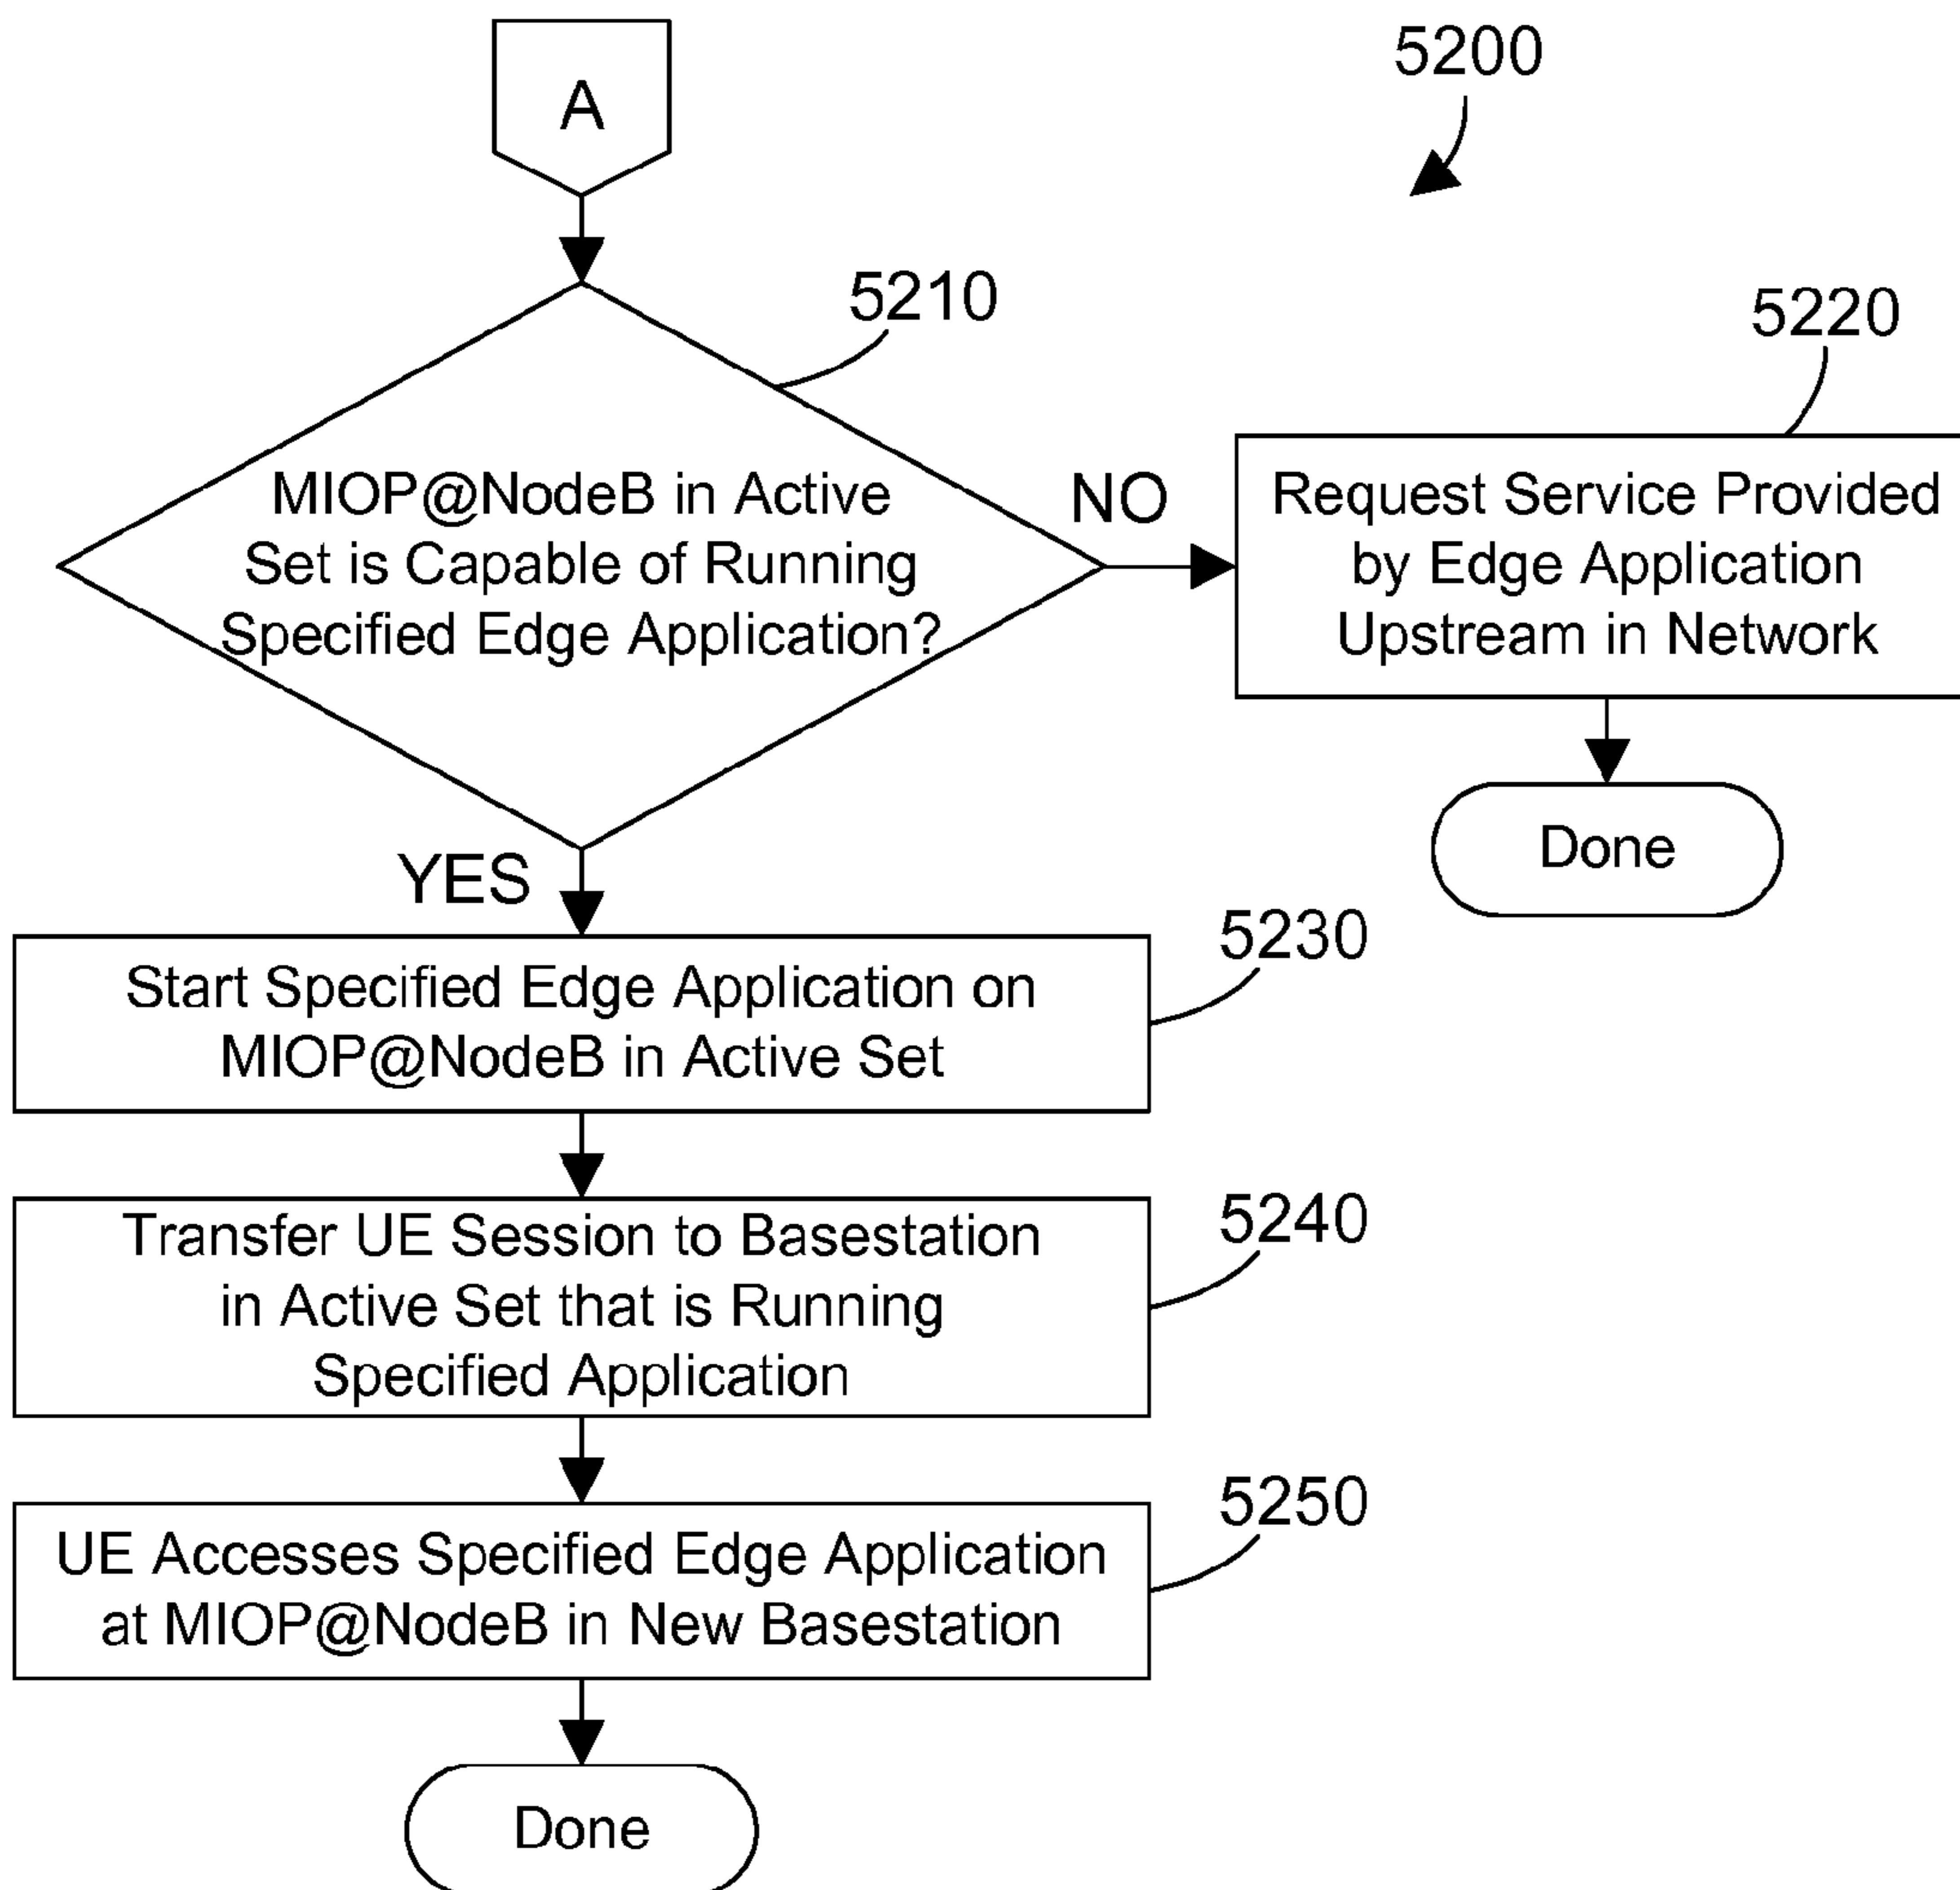 A
5200
5210
MIOP@NodeB in Active
Set is Capable of Running
Specified Edge Application?
NO
5220
Request Service Provided
by Edge Application
Upstream in Network
Done
YES
5230
Start Specified Edge Application on
MIOP@NodeB in Active Set
5240
Transfer UE Session to Basestation
in Active Set that is Running
Specified Application
5250
UE Accesses Specified Edge Application
at MIOP@NodeB in New Basestation
Done